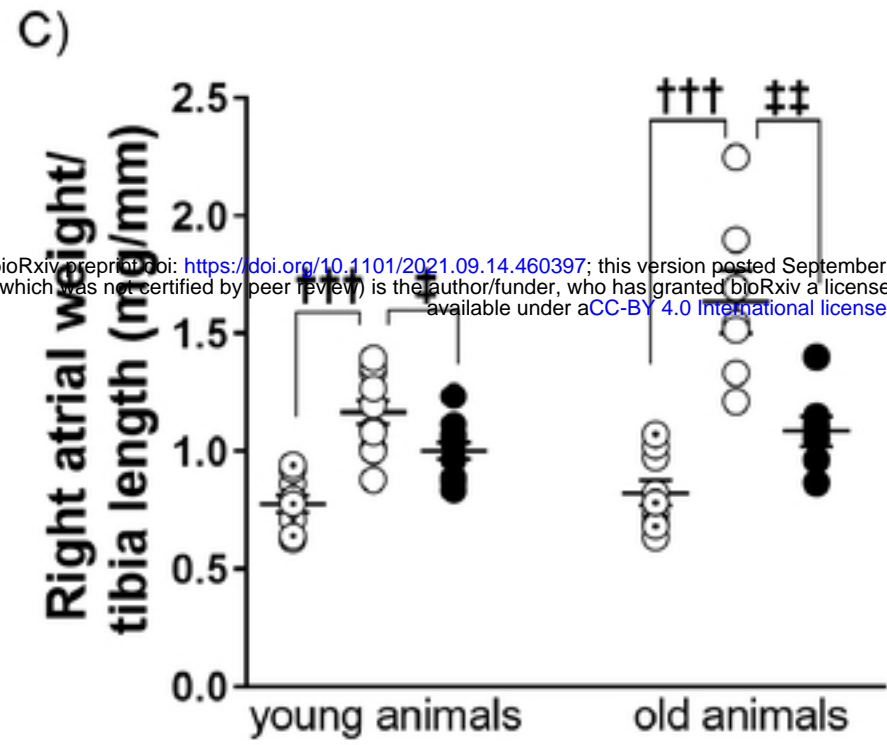 C)
Right atrial weight/
tibia length (mg/mm)
2.5
2.0
1.5
1.0
0.5
0.0
††† ‡‡
††† ‡
bioRxiv preprint doi: https://doi.org/10.1101/2021.09.14.460397; this version posted September
which was not certified by peer review) is the author/funder, who has granted bioRxiv a license
available under aCC-BY 4.0 International license
young animals old animals